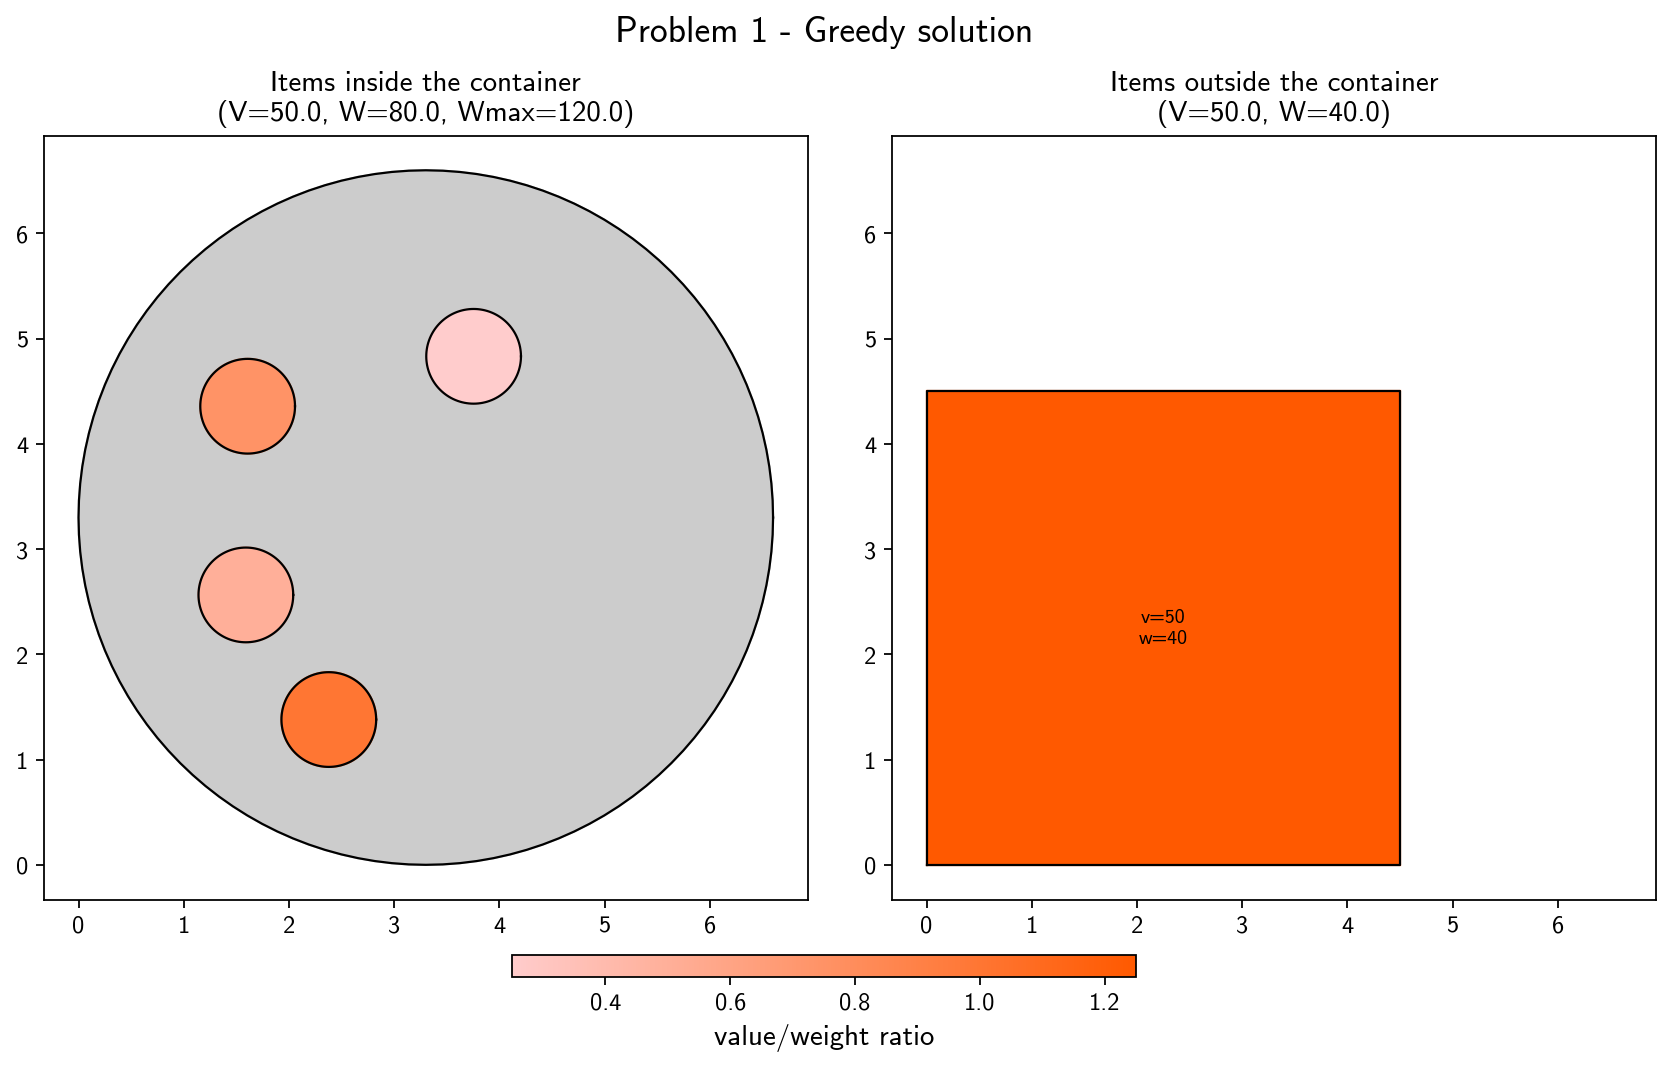 Problem 1 - Greedy solution
Items inside the container
(V=50.0, W=80.0, Wmax=120.0)
6
5
4
3
2
1
0
0 1 2 3 4 5 6
Items outside the container
(V=50.0, W=40.0)
6
5
4
3
2
1
0
v=50
w=40
0 1 2 3 4 5 6
0.4 0.6 0.8 1.0 1.2
value/weight ratio